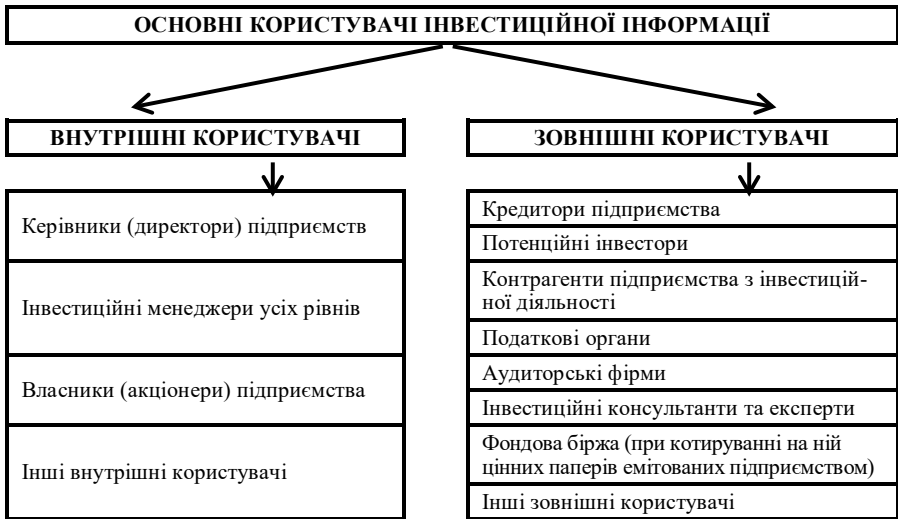 ОСНОВНІ КОРИСТУВАЧІ ІНВЕСТИЦІЙНОЇ ІНФОРМАЦІЇ
ВНУТРІШНІ КОРИСТУВАЧІ
Керівники (директори) підприємств
Інвестиційні менеджери усіх рівнів
Власники (акціонери) підприємства
Інші внутрішні користувачі
ЗОВНІШНІ КОРИСТУВАЧІ
Кредитори підприємства
Потенційні інвестори
Контрагенти підприємства з інвестицій-
ної діяльності
Податкові органи
Аудиторські фірми
Інвестиційні консультанти та експерти
Фондова біржа (при котируванні на ній
цінних паперів емітованих підприємством)
Інші зовнішні користувачі